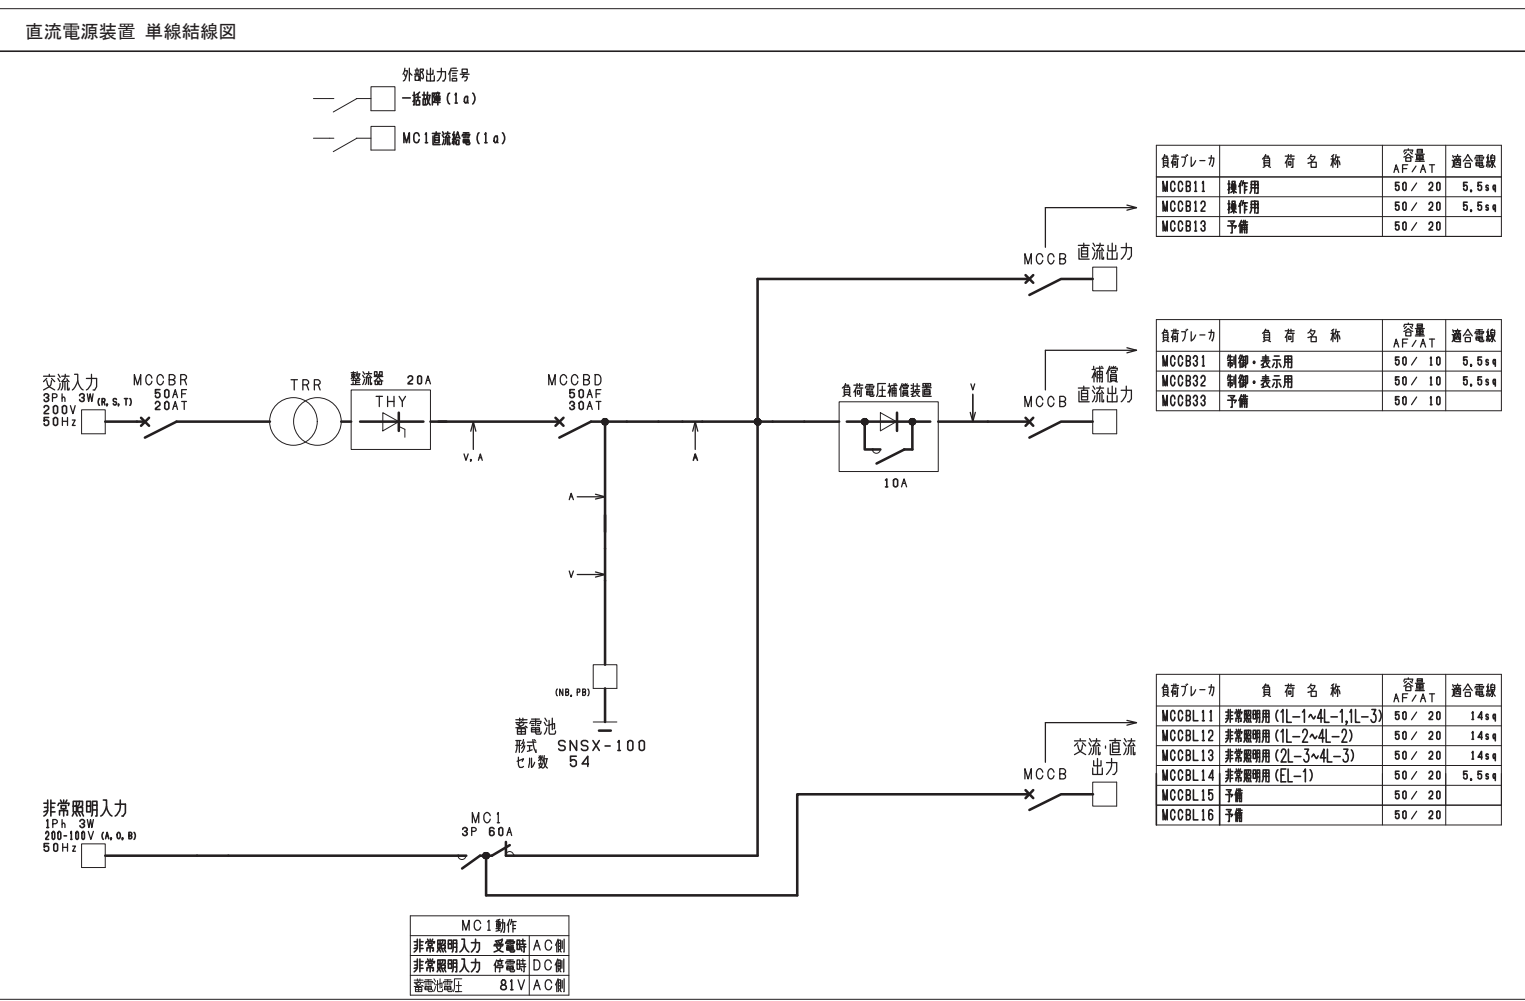 直流電源装置 単線結線図
外部出力信号
一括故障(1a)
MC1直流給電(1a)
負荷ブレーカ 負荷名称 容量 AF/AT 適合電線
MCCB11 操作用 50/ 20 5.5sq
MCCB12 操作用 50/ 20 5.5sq
MCCB13 予備 50/ 20
MCCB 直流出力
負荷ブレーカ 負荷名称 容量 AF/AT 適合電線
MCCB31 制御・表示用 50/ 10 5.5sq
MCCB32 制御・表示用 50/ 10 5.5sq
MCCB33 予備 50/ 10
MCCB 補償
直流出力
交流入力
3Ph 3W(R,S,T)
200V
50Hz
MCCBR
50AF
20AT
TRR
整流器 20A
THY
V,A
MCCBD
50AF
30AT
A
負荷電圧補償装置
10A
V
A
V
(NB,PB)
蓄電池
形式 SNSX-100
セル数 54
負荷ブレーカ 負荷名称 容量 AF/AT 適合電線
MCCBL11 非常照明用(1L-1~4L-1,1L-3) 50/ 20 14sq
MCCBL12 非常照明用(1L-2~4L-2) 50/ 20 14sq
MCCBL13 非常照明用(2L-3~4L-3) 50/ 20 14sq
MCCBL14 非常照明用(EL-1) 50/ 20 5.5sq
MCCBL15 予備 50/ 20
MCCBL16 予備 50/ 20
MCCB 交流・直流
出力
非常照明入力
1Ph 3W
200-100V (A,O,B)
50Hz
MC1
3P 60A
MC1動作
非常照明入力 受電時 AC側
非常照明入力 停電時 DC側
蓄電池電圧 81V AC側